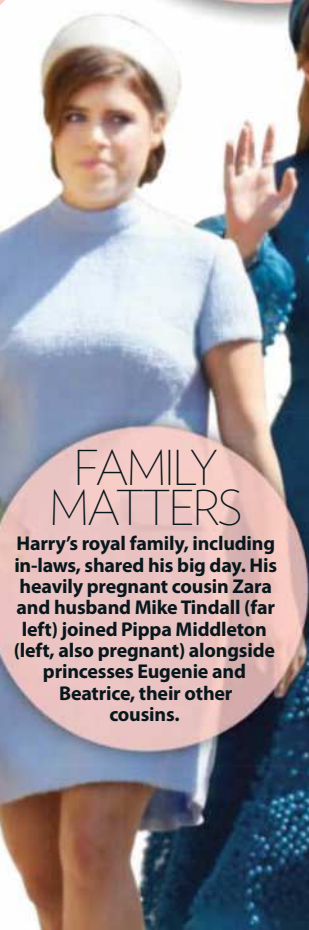 FAMILY
MATTERS
Harry's royal family, including
in-laws, shared his big day. His
heavily pregnant cousin Zara
and husband Mike Tindall (far
left) joined Pippa Middleton
(left, also pregnant) alongside
princesses Eugenie and
Beatrice, their other
cousins.